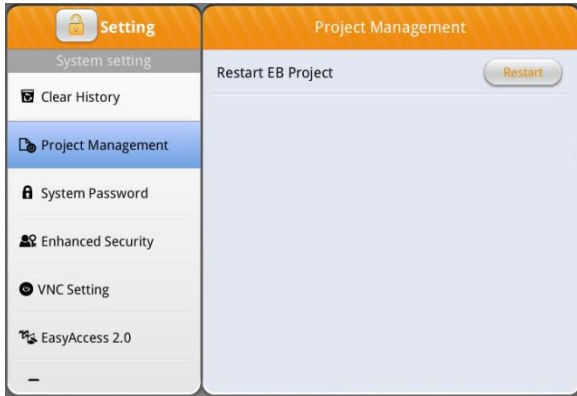 Setting
System setting
Clear History
Project Management
System Password
Enhanced Security
VNC Setting
EasyAccess 2.0
Project Management
Restart EB Project
Restart